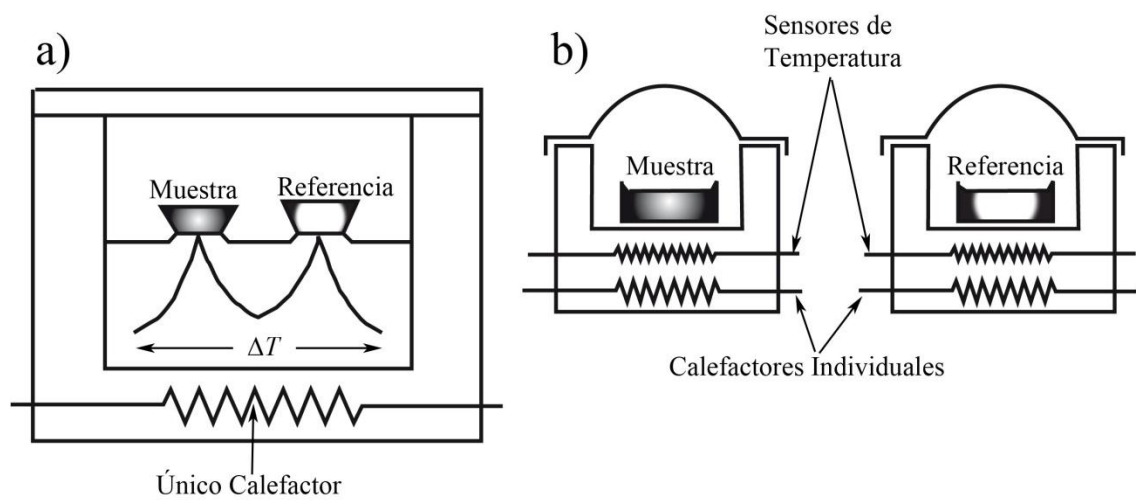 a)
Muestra
Referencia
ΔT
Único Calefactor
b)
Sensores de
Temperatura
Muestra
Referencia
Calefactores Individuales